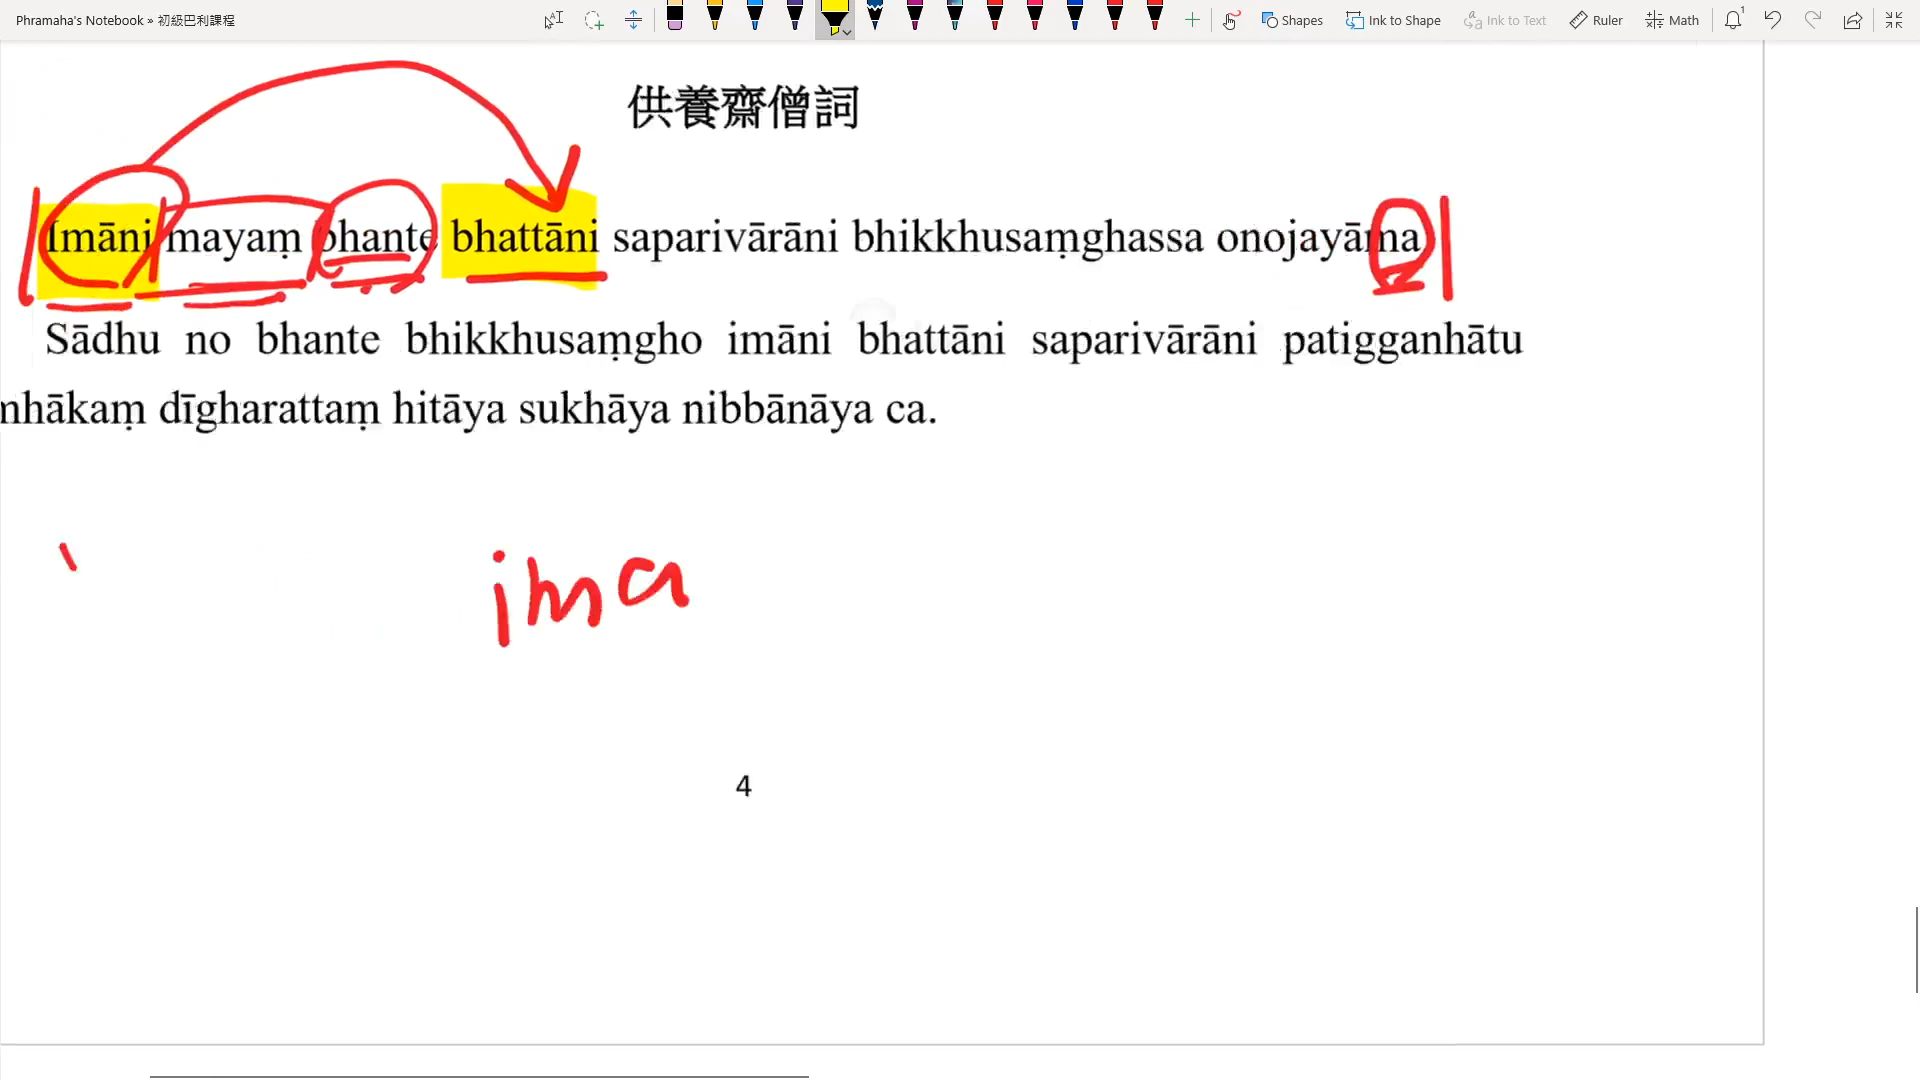 Phramaha's Notebook » 初級巴利課程
Shapes Ink to Shape Ink to Text Ruler Math 1
供養齋僧詞
Imāni mayaṃ bhante bhattāni saparivārāni bhikkhusaṃghassa onojayāma
Sādhu no bhante bhikkhusaṃgho imāni bhattāni saparivārāni patigganhātu
mhākaṃ dīgharattaṃ hitāya sukhāya nibbānāya ca.
ima
4